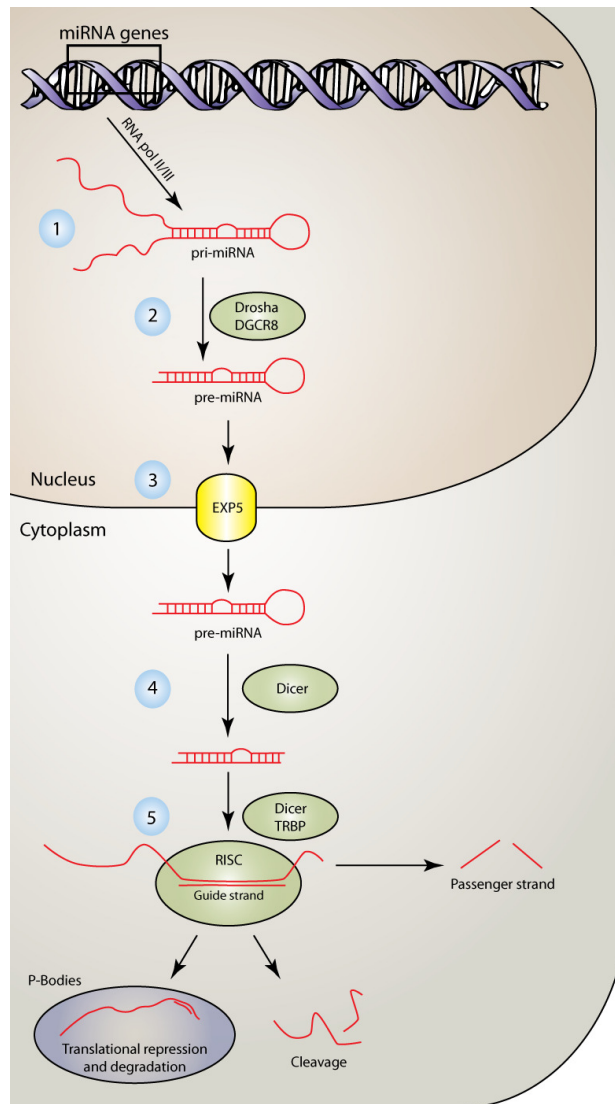 miRNA genes
RNA pol II/III
1
pri-miRNA
2
Drosha
DGCR8
pre-miRNA
Nucleus
3
EXP5
Cytoplasm
pre-miRNA
4
Dicer
5
Dicer
TRBP
RISC
Guide strand
Passenger strand
P-Bodies
Translational repression
and degradation
Cleavage